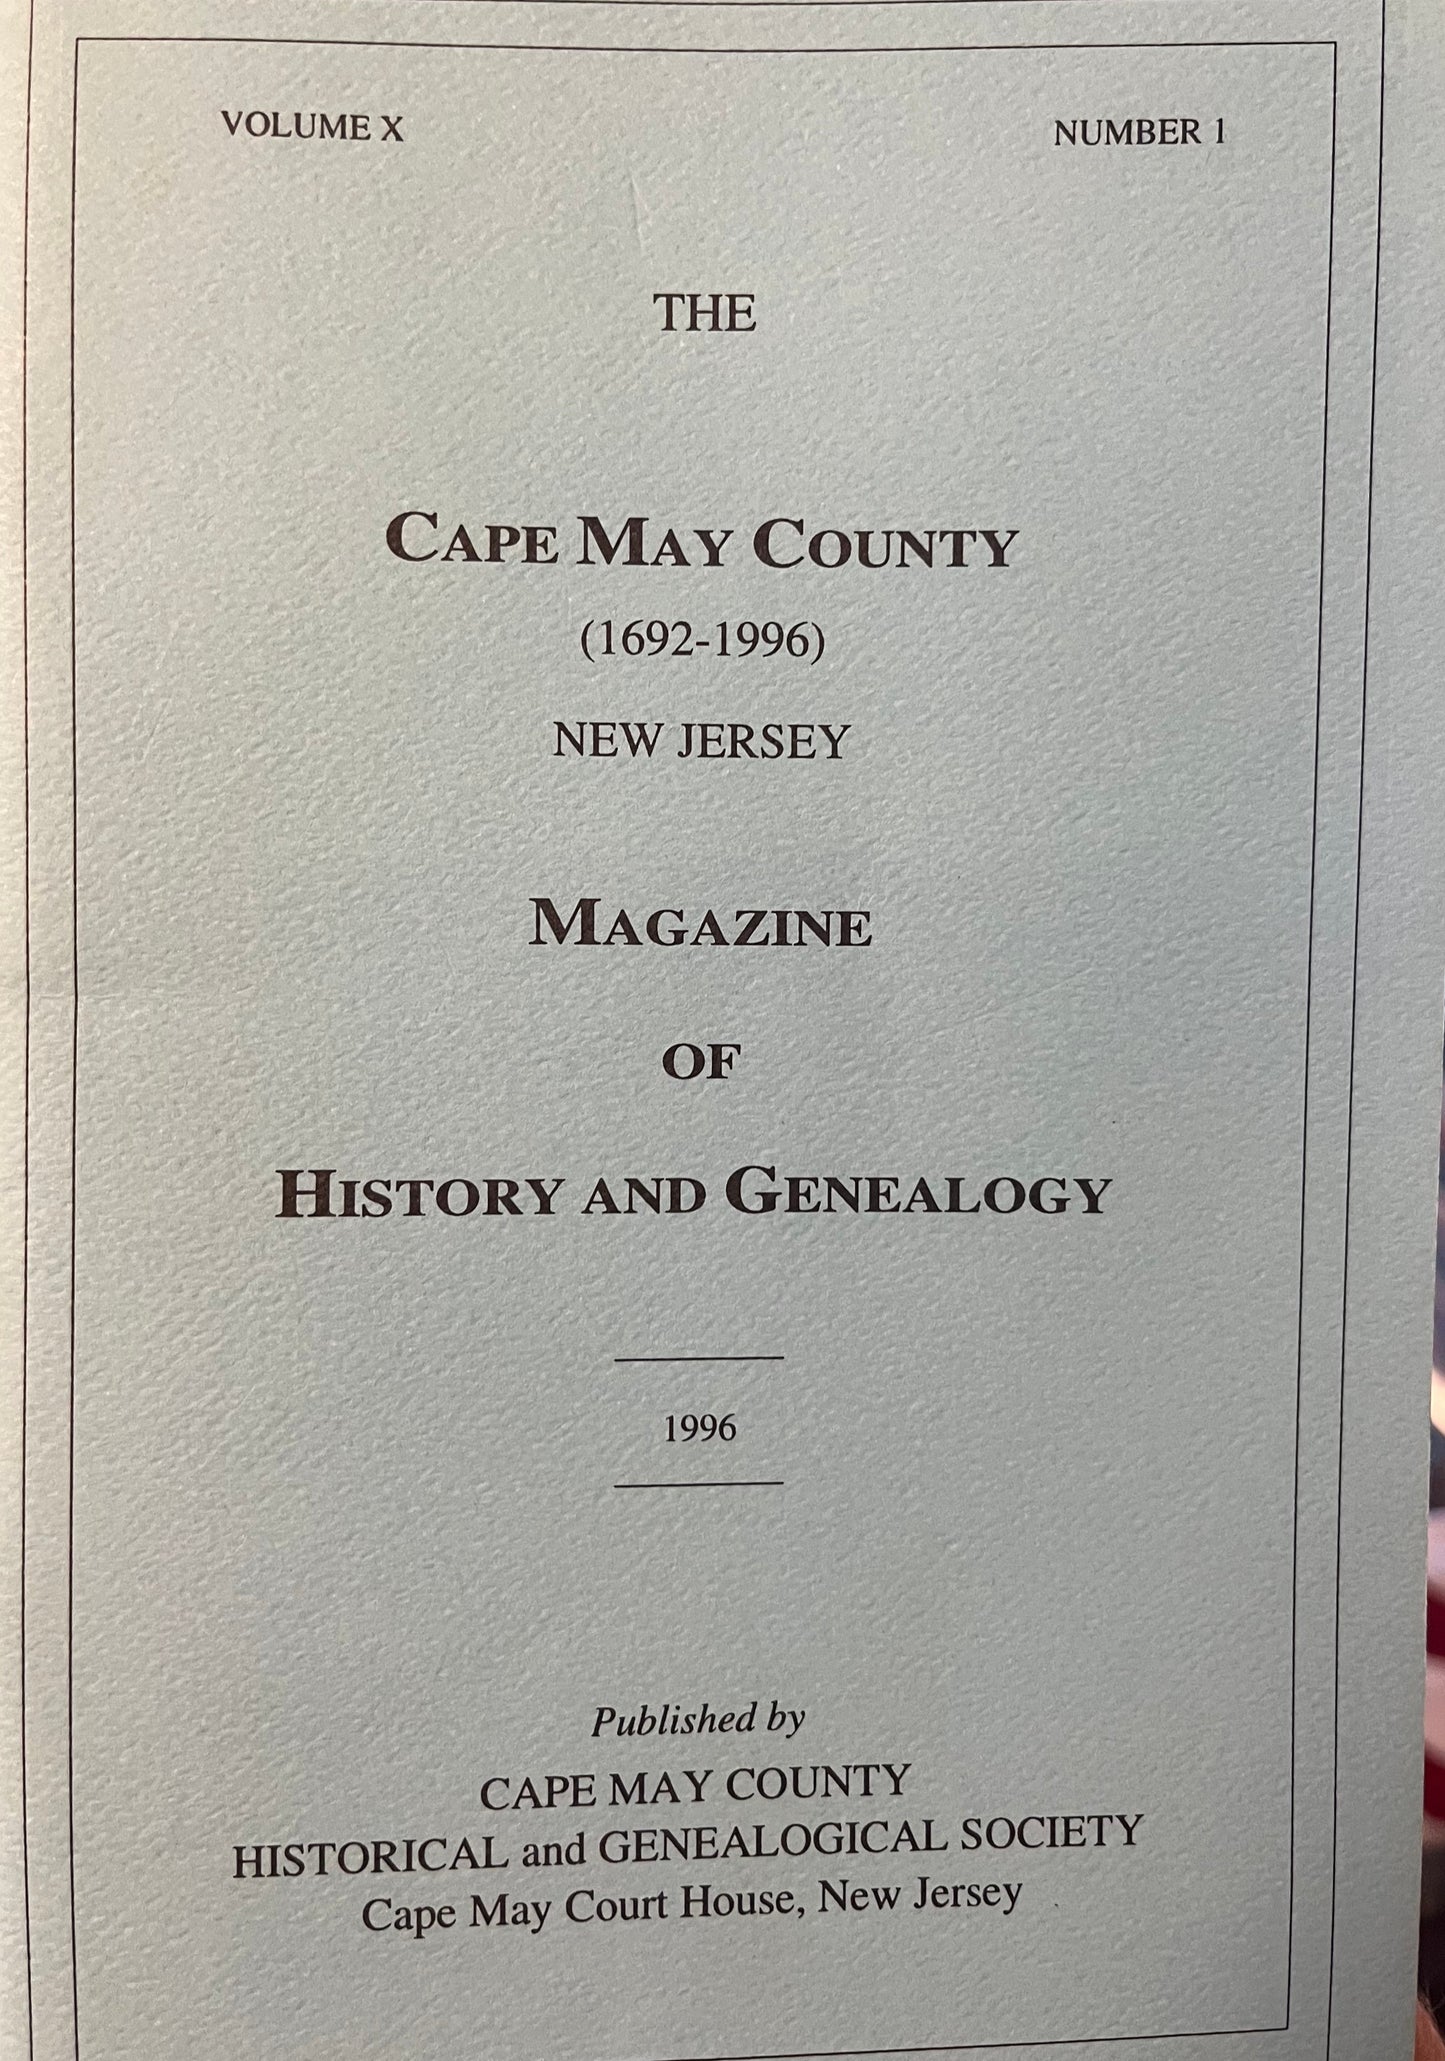 VOLUME X NUMBER 1
THE
CAPE MAY COUNTY
(1692-1996)
NEW JERSEY
MAGAZINE
OF
HISTORY AND GENEALOGY
1996
Published by
CAPE MAY COUNTY
HISTORICAL and GENEALOGICAL SOCIETY
Cape May Court House, New Jersey